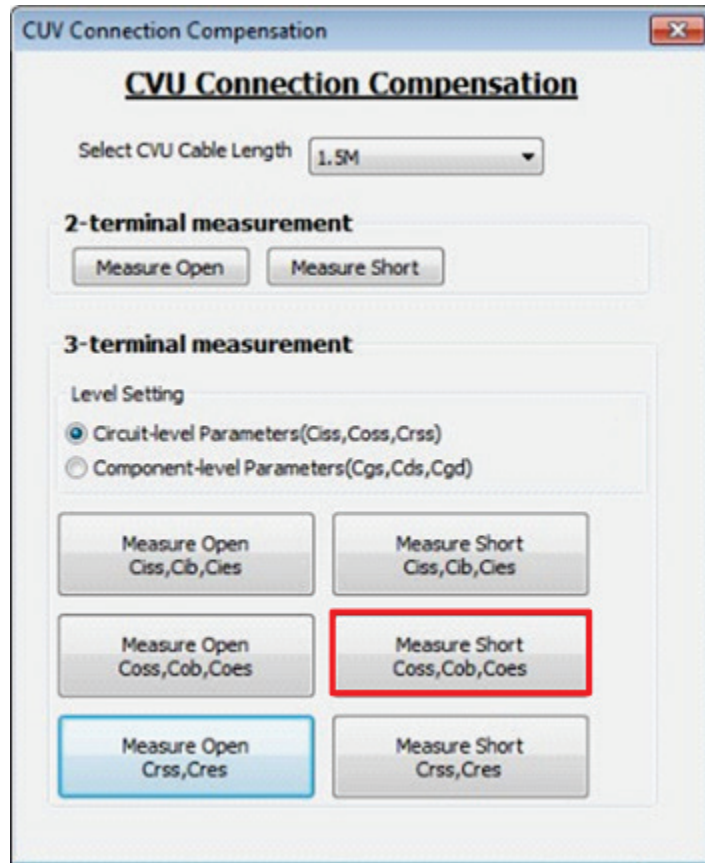 CUV Connection Compensation
CVU Connection Compensation
Select CVU Cable Length 1.5M
2-terminal measurement
Measure Open Measure Short
3-terminal measurement
Level Setting
Circuit-level Parameters(Ciss,Coss,Crss)
Component-level Parameters(Cgs,Cds,Cgd)
Measure Open
Ciss,Cib,Cies
Measure Short
Ciss,Cib,Cies
Measure Open
Coss,Cob,Coes
Measure Short
Coss,Cob,Coes
Measure Open
Crss,Cres
Measure Short
Crss,Cres